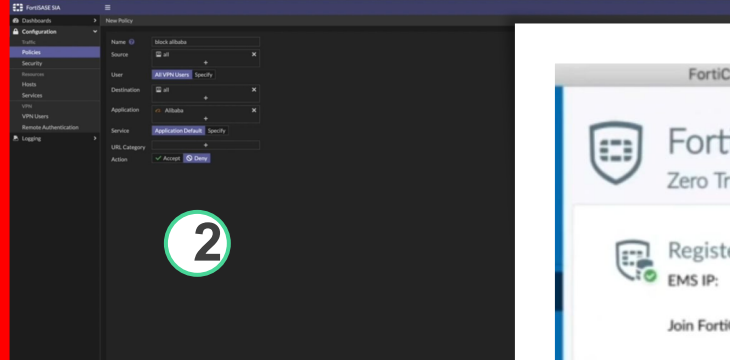 FortiSASE SIA
Dashboards
New Policy
Configuration
Traffic
Policies
Security
Resources
Hosts
Services
VPN
VPN Users
Remote Authentication
Logging
Name
block alibaba
Source
all
+
User
All VPN Users Specify
Destination
all
+
Application
Alibaba
+
Service
Application Default Specify
URL Category
+
Action
Accept Deny
2
FortiC
Fort
Zero Tr
Registe
EMS IP:
Join Forti